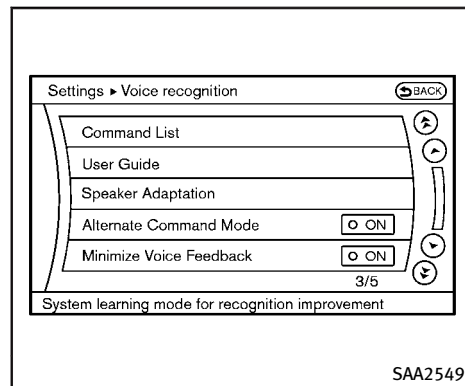 Settings ▸ Voice recognition BACK
Command List
User Guide
Speaker Adaptation
Alternate Command Mode ON
Minimize Voice Feedback ON
3/5
System learning mode for recognition improvement
SAA2549